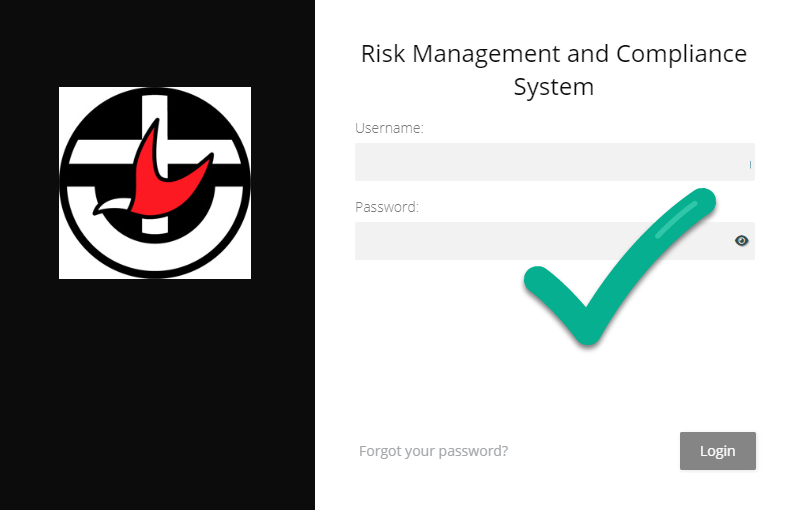 Risk Management and Compliance
System
Username:
Password:
Forgot your password?
Login